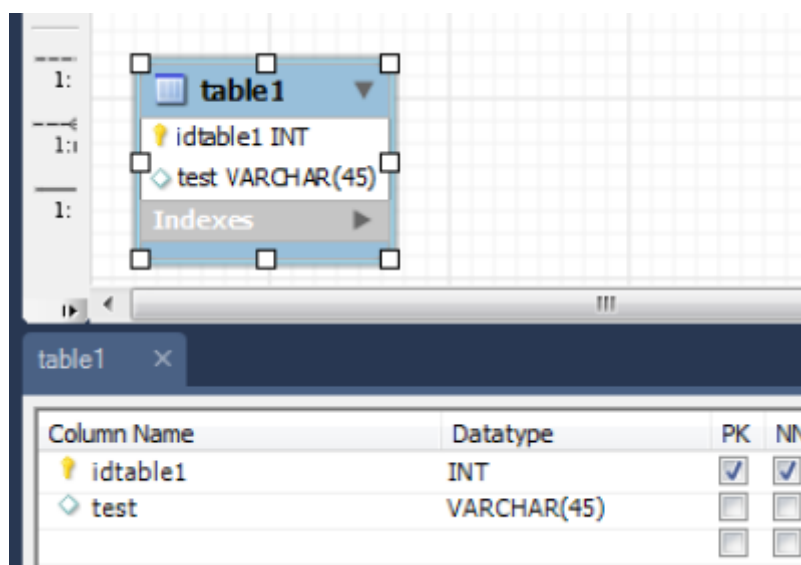 1:
table1
idtable1 INT
1:n
test VARCHAR(45)
1:
Indexes
table1
Column Name Datatype PK NN
idtable1 INT
test VARCHAR(45)